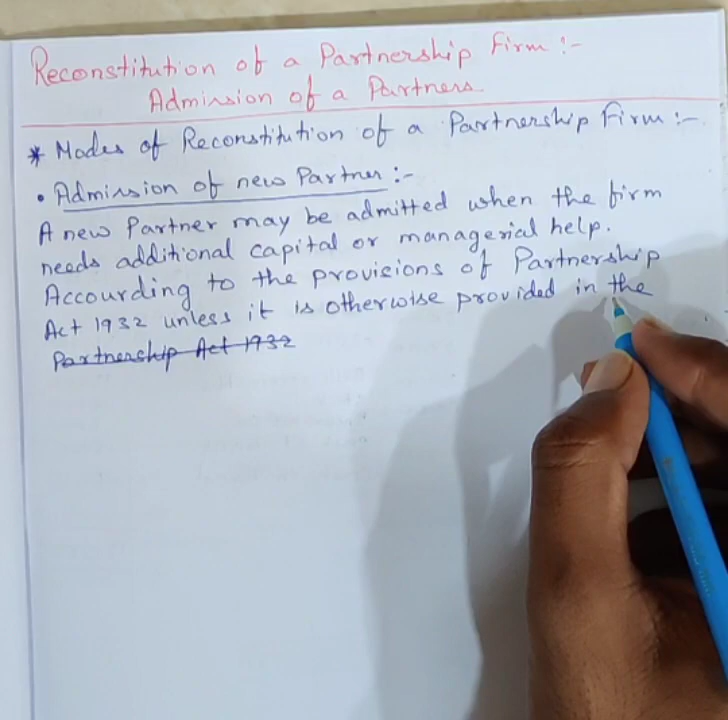 Reconstitution of a Partnership Firm :-
Admission of a Partners
* Modes of Reconstitution of a Partnership Firm :-
• Admission of new Partner :-
A new Partner may be admitted when the firm
needs additional capital or managerial help.
Accourding to the provisions of Partnership
Act 1932 unless it is otherwise provided in the
Partnership Act 1932